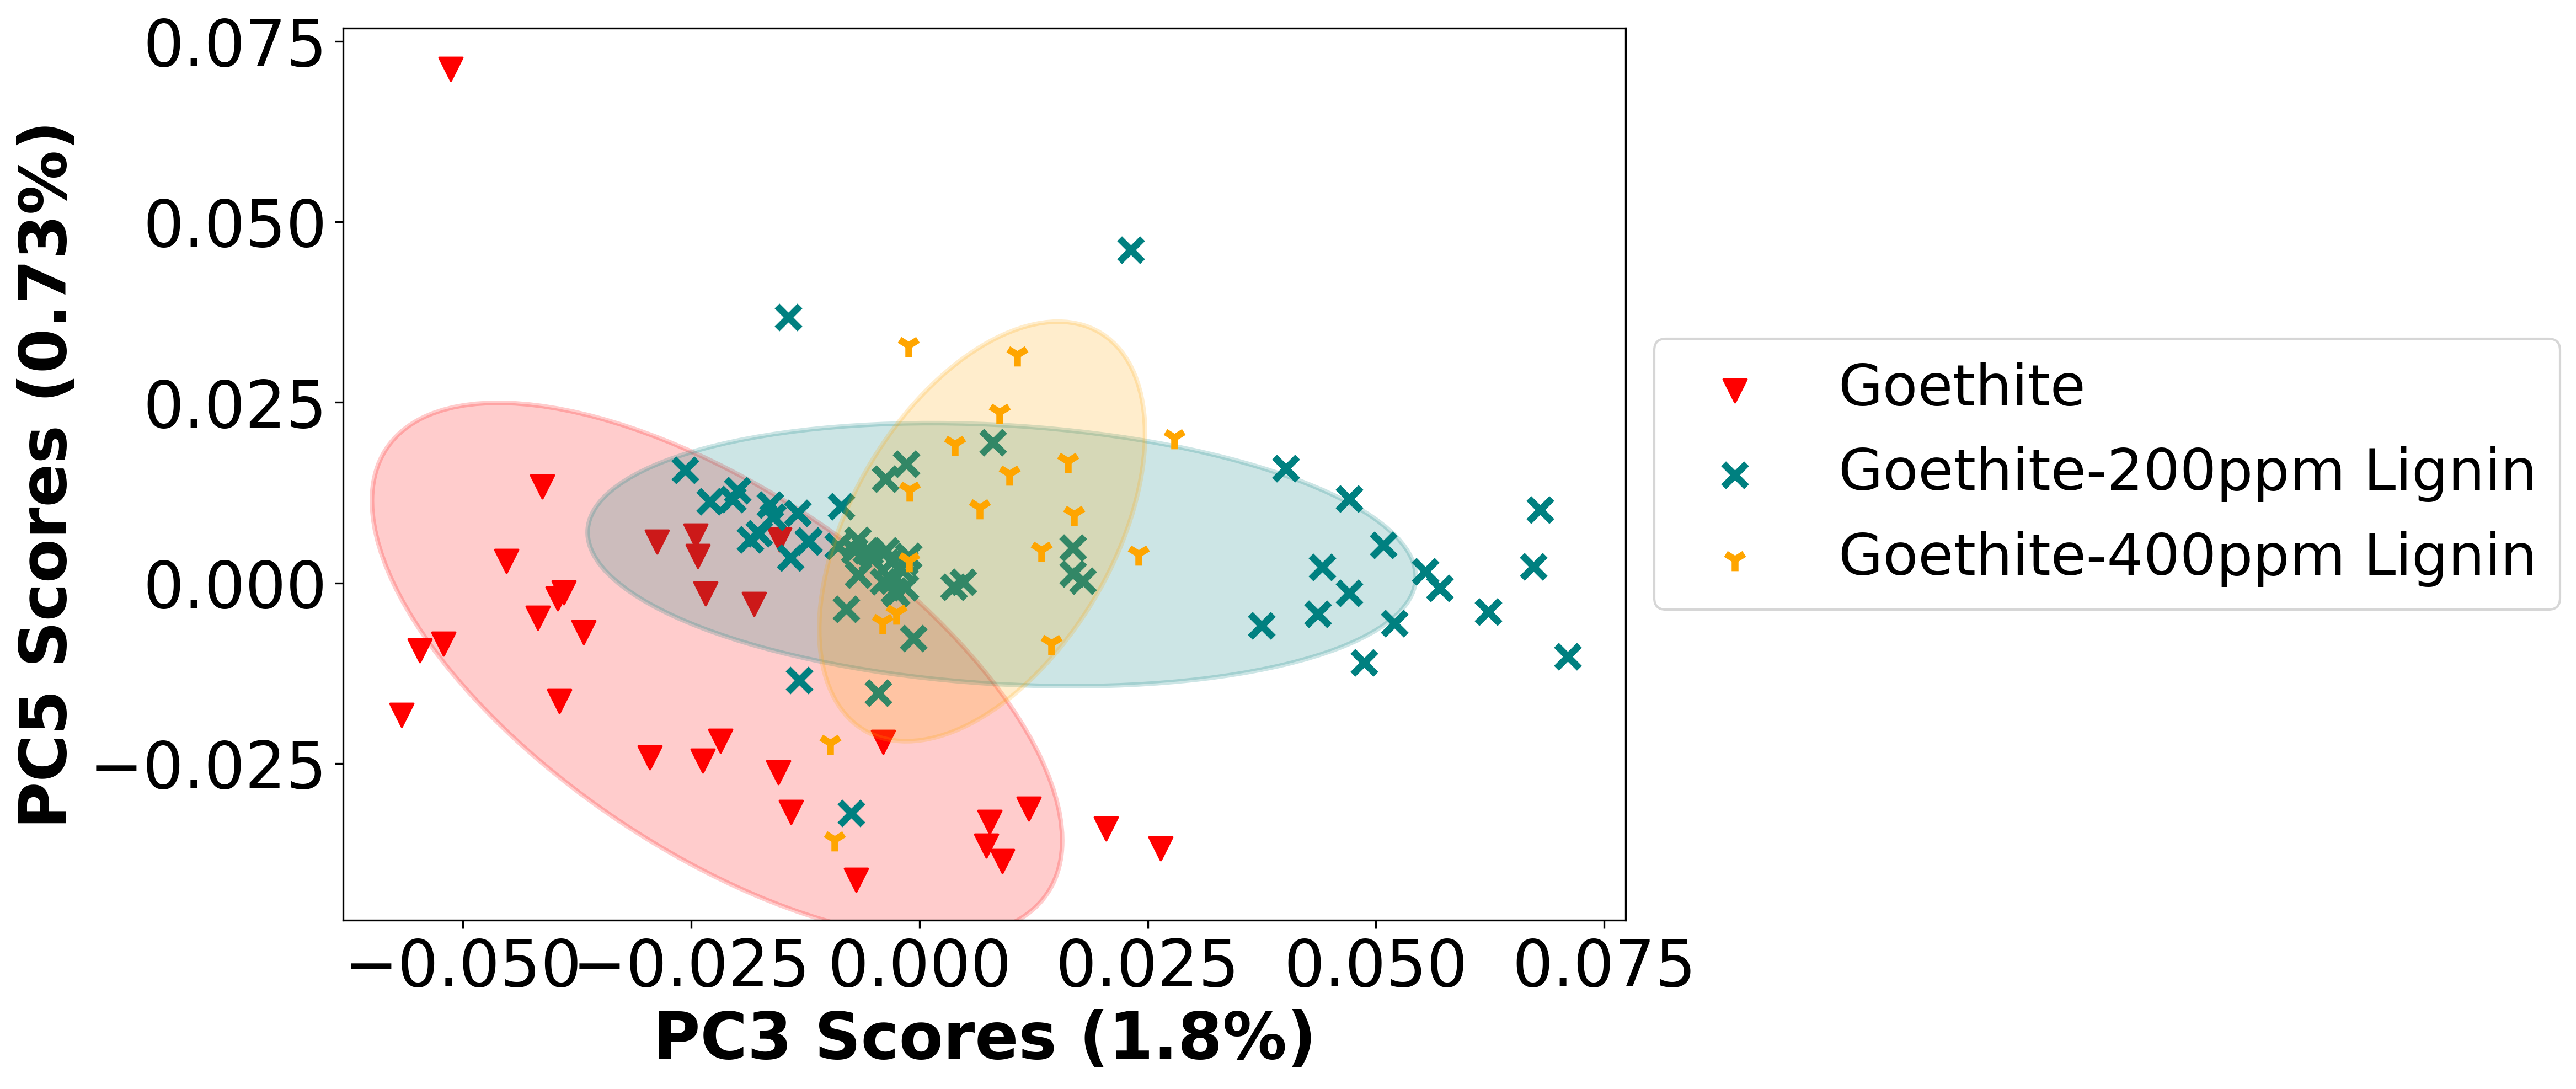 0.075
0.050
0.025
0.000
−0.025
PC5 Scores (0.73%)
−0.050 −0.025 0.000 0.025 0.050 0.075
PC3 Scores (1.8%)
Goethite
Goethite-200ppm Lignin
Goethite-400ppm Lignin